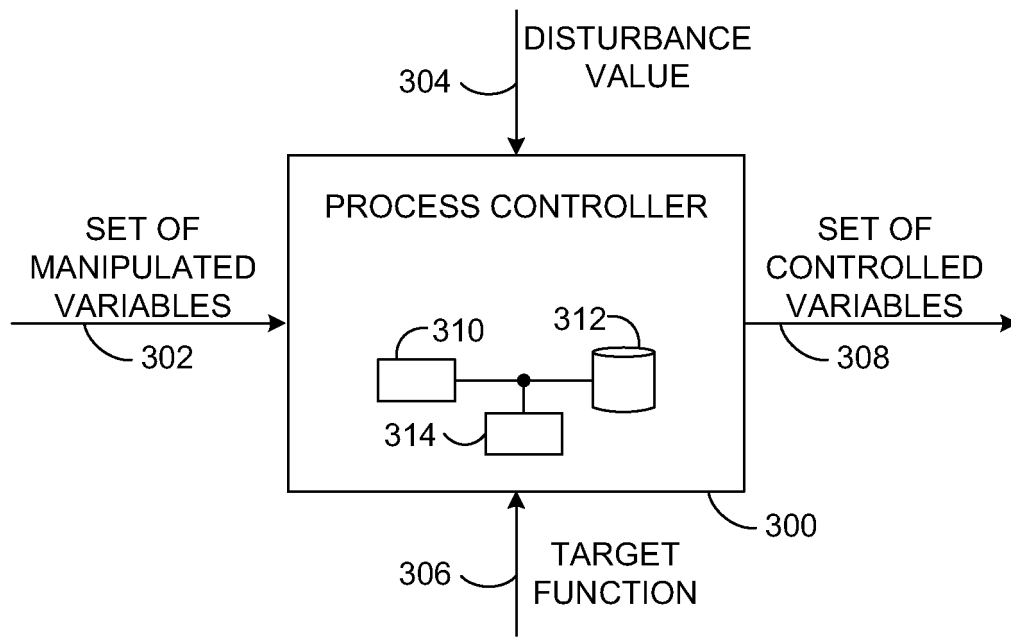 DISTURBANCE
VALUE
304
PROCESS CONTROLLER
SET OF
MANIPULATED
VARIABLES
302
SET OF
CONTROLLED
VARIABLES
308
310
312
314
300
306
TARGET
FUNCTION